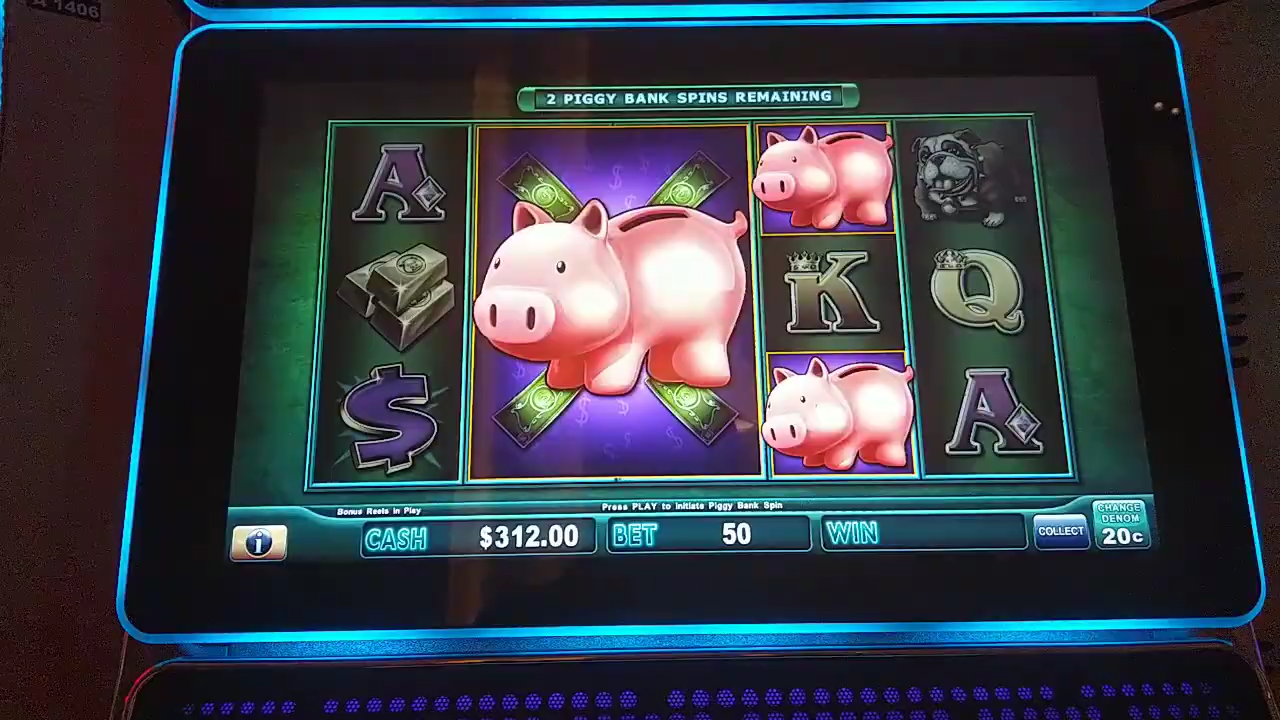 1406
2 PIGGY BANK SPINS REMAINING
A
K
Q
$
A
Bonus Reels in Play
Press PLAY to Initiate Piggy Bank Spin
CASH $312.00
BET 50
WIN
COLLECT
CHANGE
DENOM
20c
i